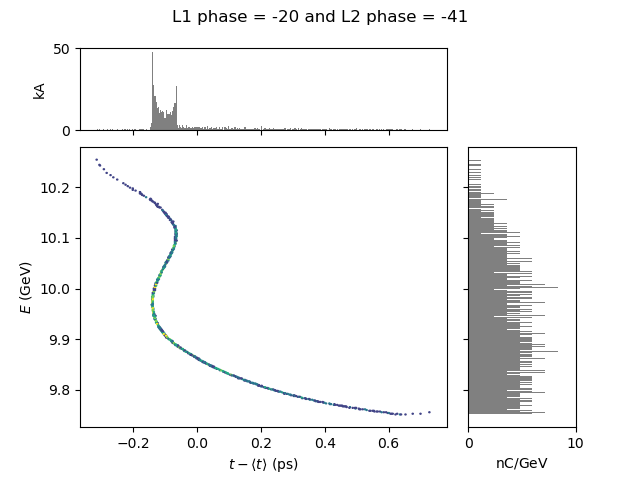 L1 phase = -20 and L2 phase = -41
50
kA
0
10.2
10.1
10.0
9.9
9.8
E (GeV)
−0.2 0.0 0.2 0.4 0.6
t − ⟨t⟩ (ps)
0 10
nC/GeV